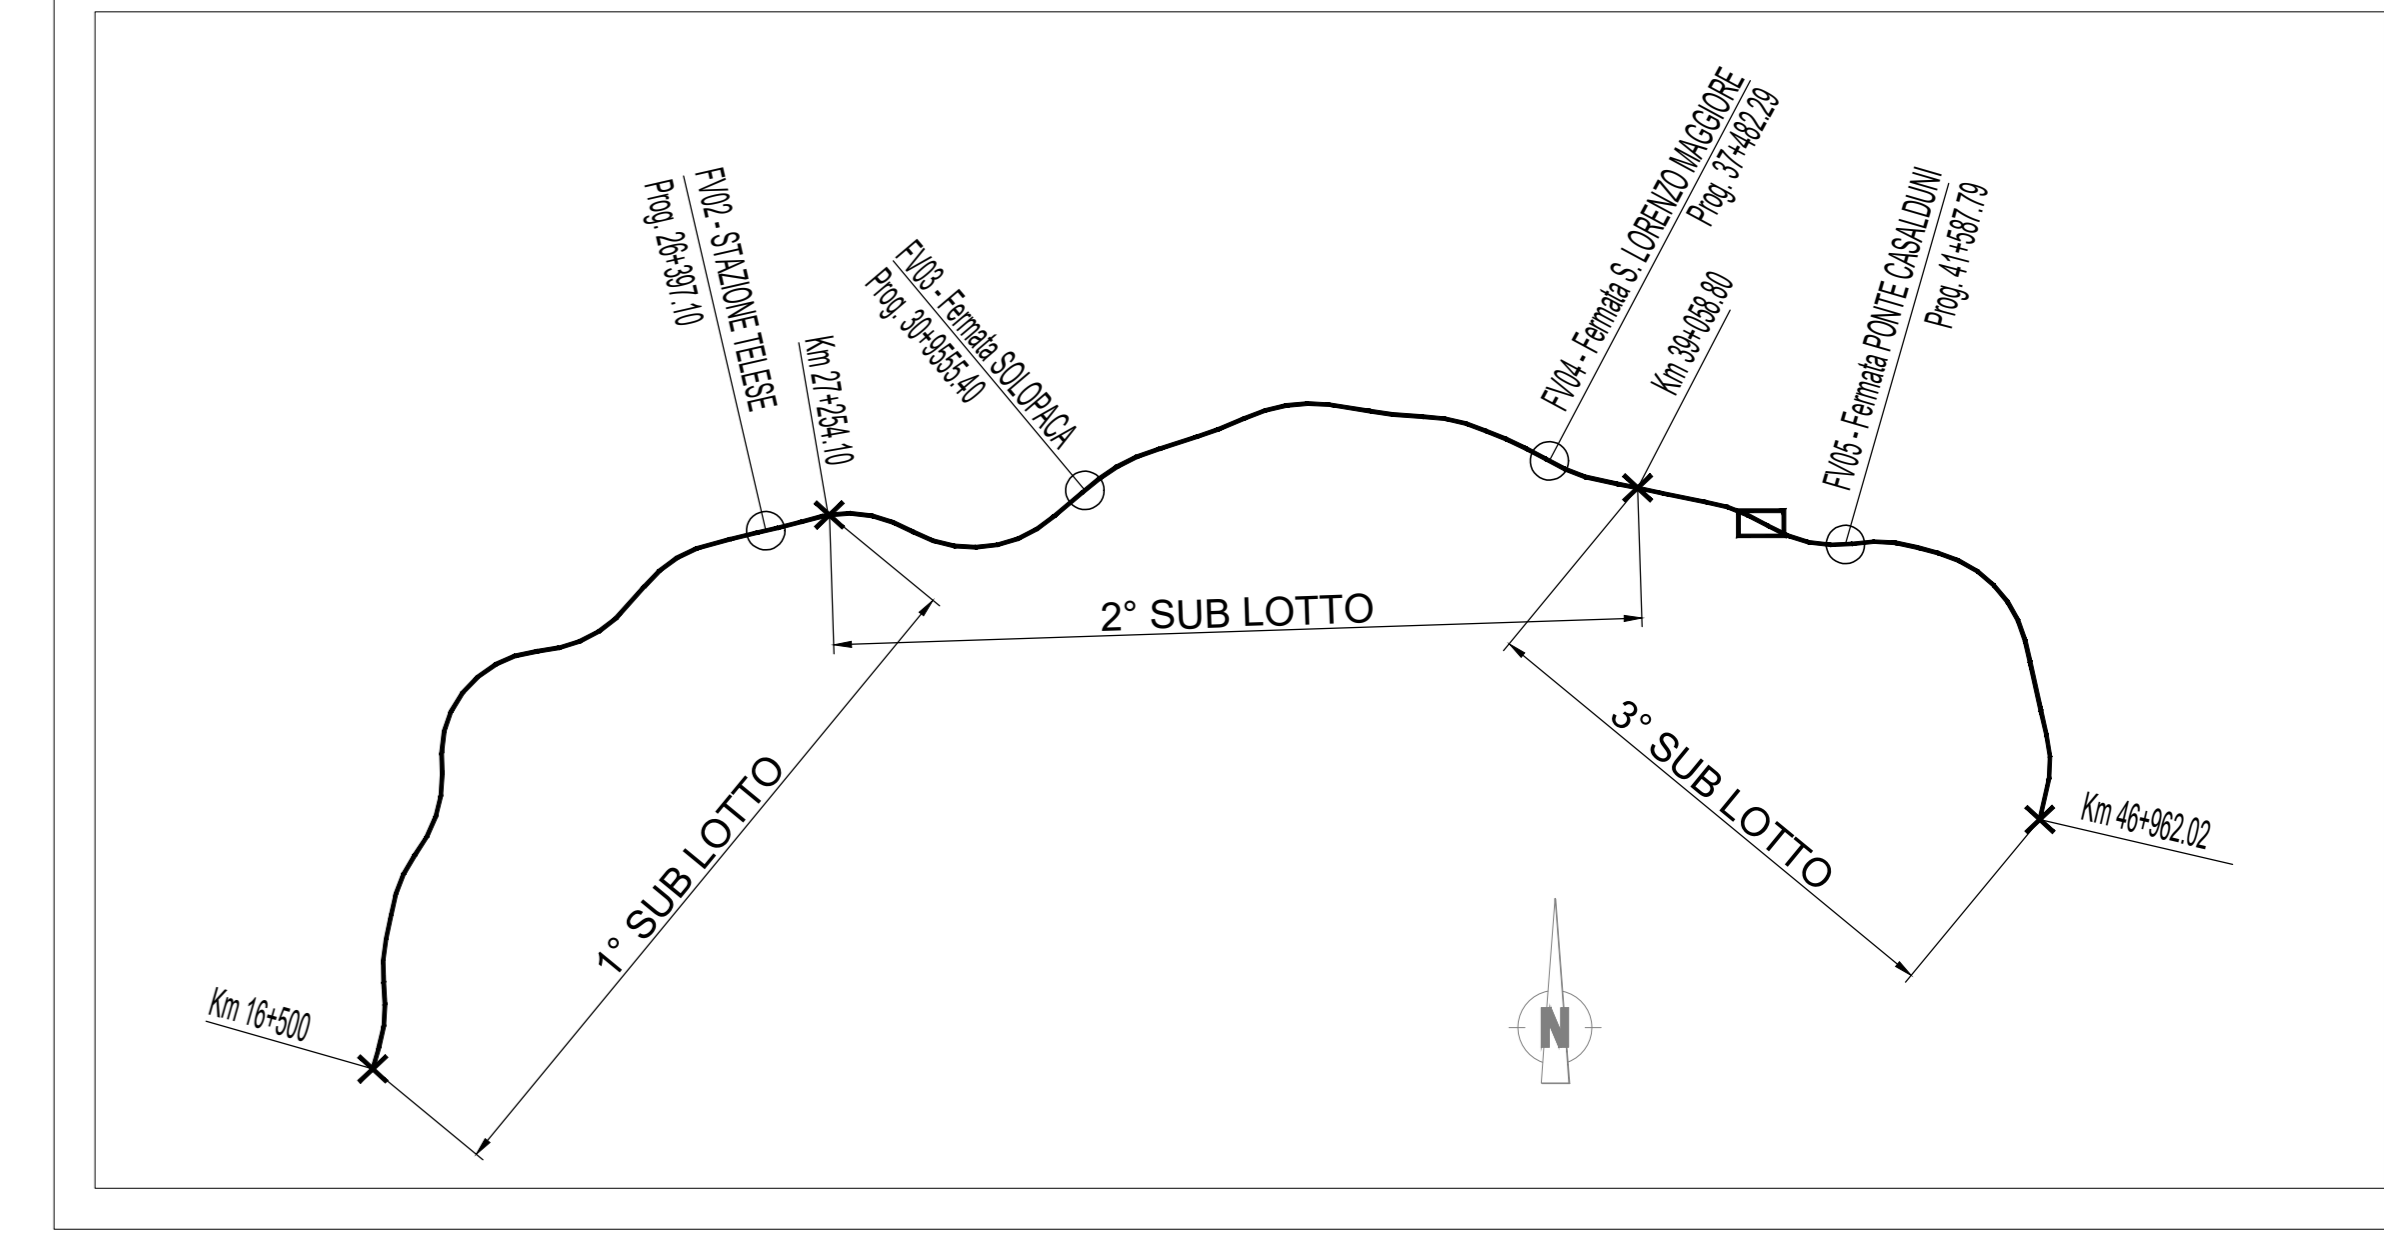 FV02 - STAZIONE TELESE
Prog. 26+397.10
Km 27+254.10
FV03 - Fermata SOLOPACA
Prog. 30+9555.40
FV04 - Fermata S. LORENZO MAGGIORE
Prog. 37+482.29
Km 39+058.80
FV05 - Fermata PONTE CASALDUNI
Prog. 41+587.79
2° SUB LOTTO
1° SUB LOTTO
3° SUB LOTTO
Km 46+962.02
Km 16+500
N